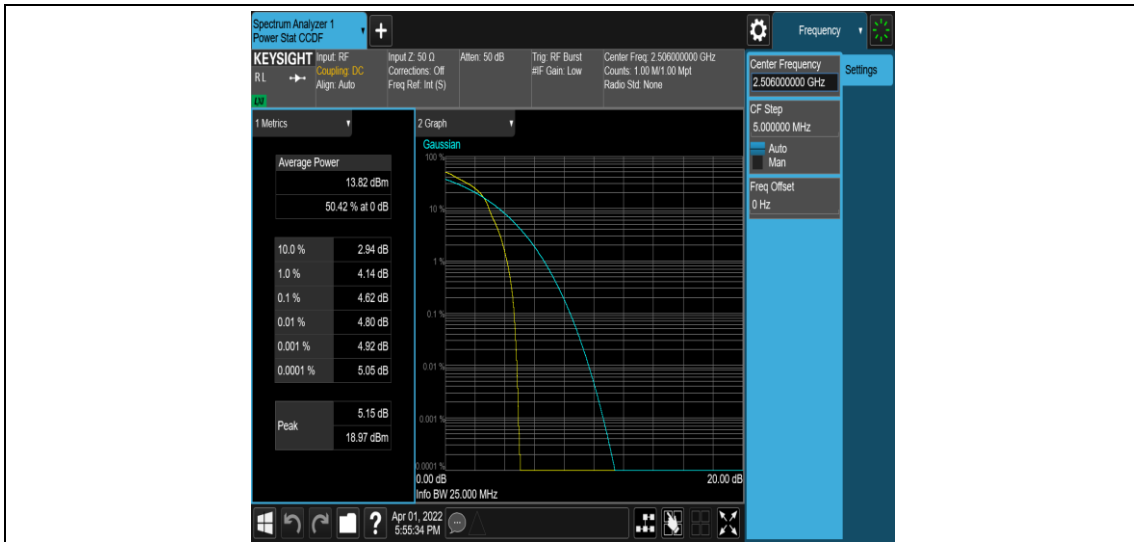 Spectrum Analyzer 1
Power Stat CCDF
+
Frequency
KEYSIGHT
RL
LXI
Input: RF
Coupling: DC
Align: Auto
Input Z: 50 Ω
Corrections: Off
Freq Ref: Int (S)
Atten: 50 dB
Trig: RF Burst
#IF Gain: Low
Center Freq: 2.506000000 GHz
Counts: 1.00 M/1.00 Mpt
Radio Std: None
Center Frequency
2.506000000 GHz
Settings
CF Step
5.000000 MHz
Auto
Man
Freq Offset
0 Hz
1 Metrics
Average Power
13.82 dBm
50.42 % at 0 dB
10.0 % 2.94 dB
1.0 % 4.14 dB
0.1 % 4.62 dB
0.01 % 4.80 dB
0.001 % 4.92 dB
0.0001 % 5.05 dB
Peak
5.15 dB
18.97 dBm
2 Graph
Gaussian
100 %
10 %
1 %
0.1 %
0.01 %
0.001 %
0.0001 %
0.00 dB 20.00 dB
Info BW 25.000 MHz
?
Apr 01, 2022
5:55:34 PM